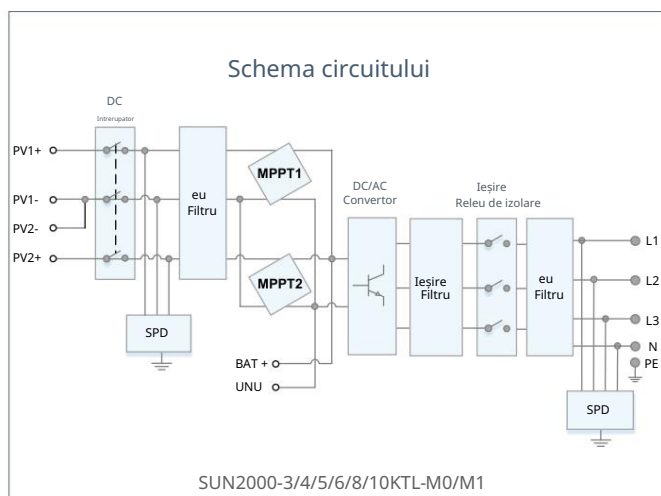 Schema circuitului
DC
Intrerupator
PV1+
PV1-
PV2-
PV2+
eu
Filtru
MPPT1
MPPT2
SPD
BAT +
UNU
DC/AC
Convertor
Ieșire
Filtru
Ieșire
Releu de izolare
eu
Filtru
L1
L2
L3
N
PE
SPD
SUN2000-3/4/5/6/8/10KTL-M0/M1